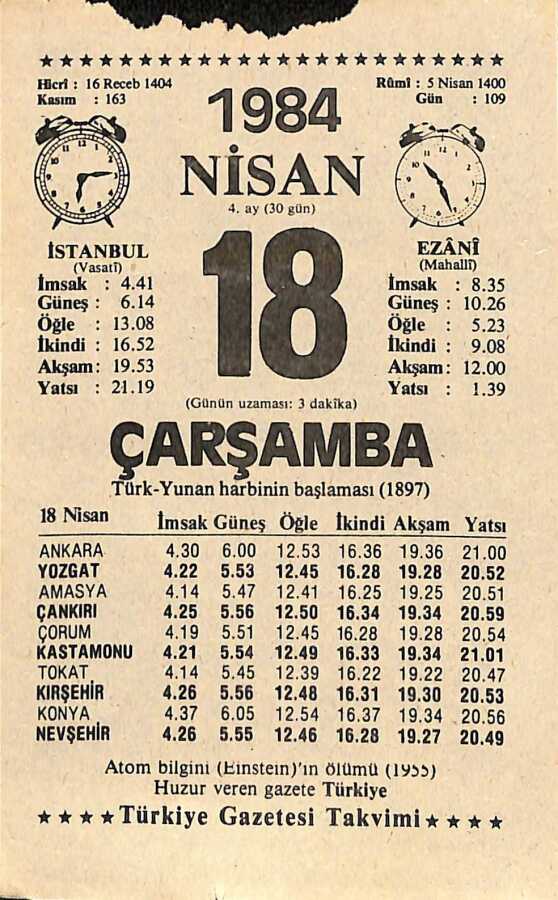 ★★★★★★★★★★★★★★★★★★★★★★★★★★★
Hicrî : 16 Receb 1404
Kasım : 163
1984
Rûmî : 5 Nisan 1400
Gün : 109
NİSAN
4. ay (30 gün)
18
İSTANBUL
(Vasatî)
İmsak : 4.41
Güneş : 6.14
Öğle : 13.08
İkindi : 16.52
Akşam: 19.53
Yatsı : 21.19
EZÂNÎ
(Mahallî)
İmsak : 8.35
Güneş : 10.26
Öğle : 5.23
İkindi : 9.08
Akşam: 12.00
Yatsı : 1.39
(Günün uzaması: 3 dakîka)
ÇARŞAMBA
Türk-Yunan harbinin başlaması (1897)
18 Nisan İmsak Güneş Öğle İkindi Akşam Yatsı
ANKARA 4.30 6.00 12.53 16.36 19.36 21.00
YOZGAT 4.22 5.53 12.45 16.28 19.28 20.52
AMASYA 4.14 5.47 12.41 16.25 19.25 20.51
ÇANKIRI 4.25 5.56 12.50 16.34 19.34 20.59
ÇORUM 4.19 5.51 12.45 16.28 19.28 20.54
KASTAMONU 4.21 5.54 12.49 16.33 19.34 21.01
TOKAT 4.14 5.45 12.39 16.22 19.22 20.47
KIRŞEHİR 4.26 5.56 12.48 16.31 19.30 20.53
KONYA 4.37 6.05 12.54 16.37 19.34 20.56
NEVŞEHİR 4.26 5.55 12.46 16.28 19.27 20.49
Atom bilgini (Einstein)'ın ölümü (1955)
Huzur veren gazete Türkiye
★★★★Türkiye Gazetesi Takvimi★★★★